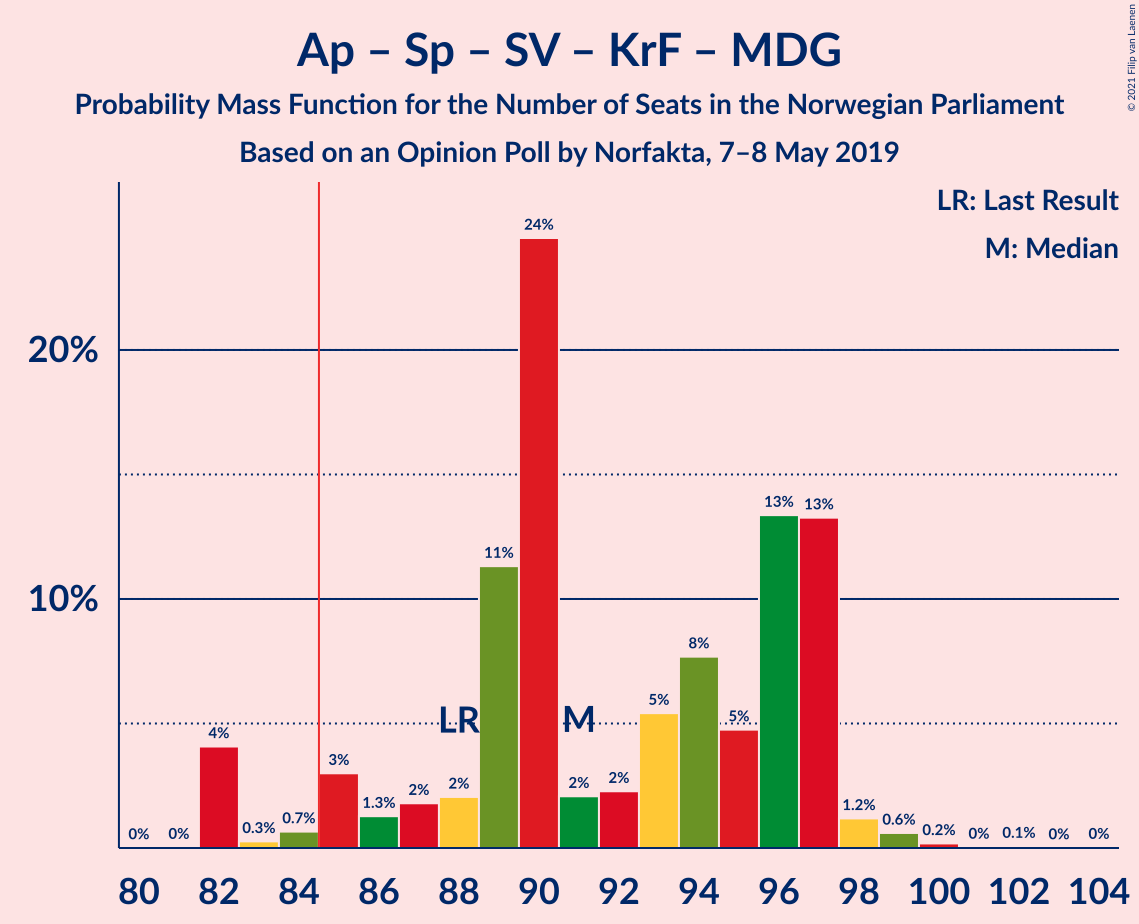 Ap – Sp – SV – KrF – MDG
Probability Mass Function for the Number of Seats in the Norwegian Parliament
Based on an Opinion Poll by Norfakta, 7–8 May 2019
© 2021 Filip van Laenen
LR: Last Result
M: Median
20%
10%
0% 0% 4% 0.3% 0.7% 3% 1.3% 2% 2% 11% 24% 2% 2% 5% 8% 5% 13% 13% 1.2% 0.6% 0.2% 0% 0.1% 0% 0%
LR M
80 82 84 86 88 90 92 94 96 98 100 102 104